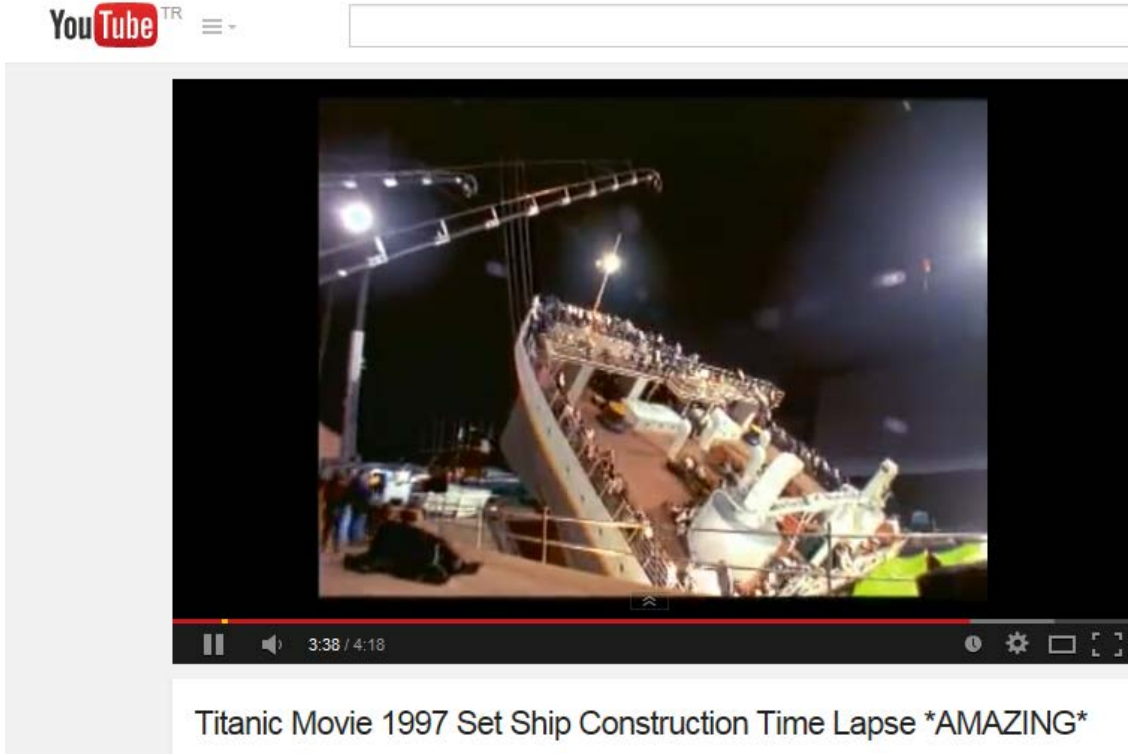 YouTube TR
3:38 / 4:18
Titanic Movie 1997 Set Ship Construction Time Lapse *AMAZING*